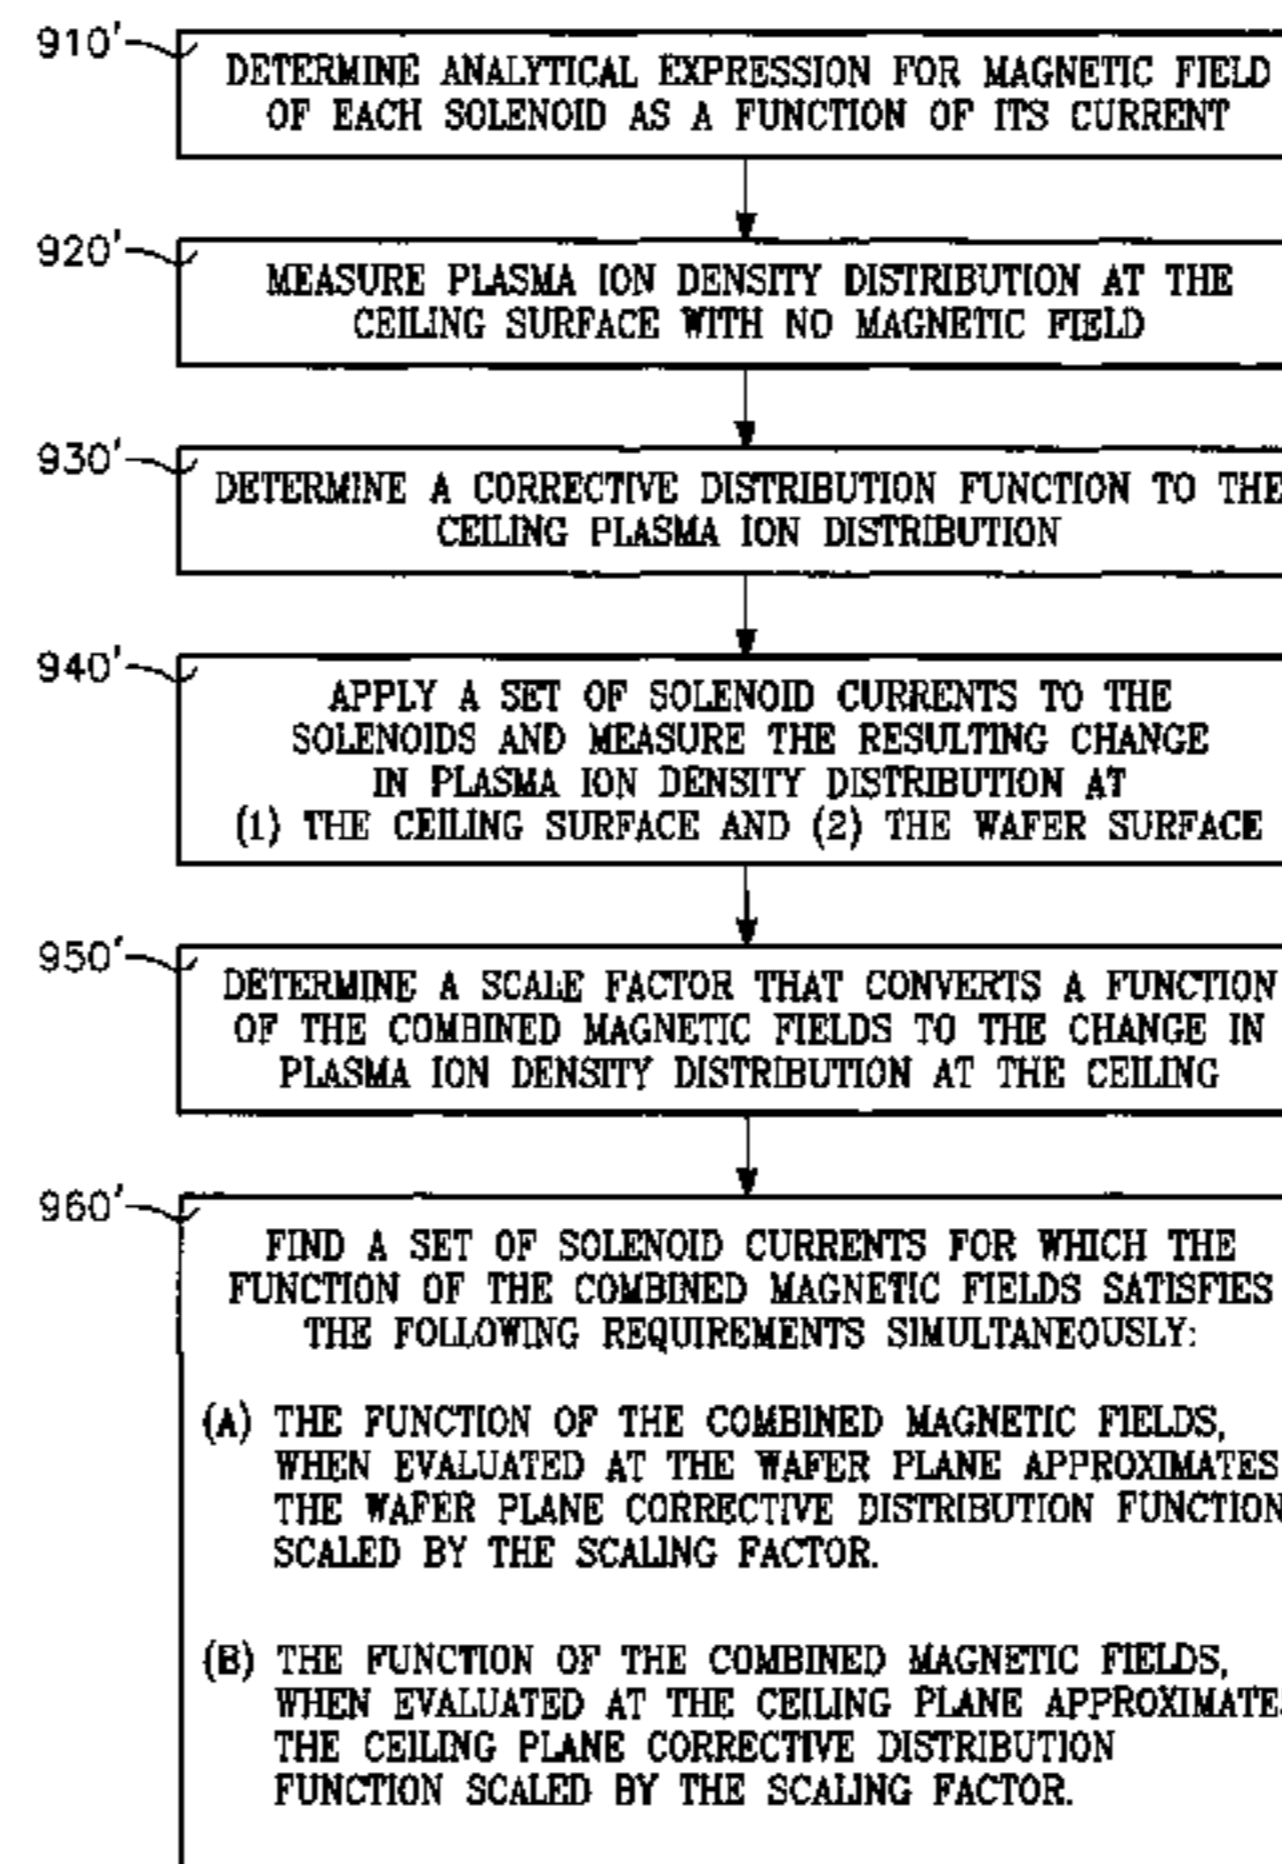 910'
DETERMINE ANALYTICAL EXPRESSION FOR MAGNETIC FIELD
OF EACH SOLENOID AS A FUNCTION OF ITS CURRENT
920'
MEASURE PLASMA ION DENSITY DISTRIBUTION AT THE
CEILING SURFACE WITH NO MAGNETIC FIELD
930'
DETERMINE A CORRECTIVE DISTRIBUTION FUNCTION TO THE
CEILING PLASMA ION DISTRIBUTION
940'
APPLY A SET OF SOLENOID CURRENTS TO THE
SOLENOIDS AND MEASURE THE RESULTING CHANGE
IN PLASMA ION DENSITY DISTRIBUTION AT
(1) THE CEILING SURFACE AND (2) THE WAFER SURFACE
950'
DETERMINE A SCALE FACTOR THAT CONVERTS A FUNCTION
OF THE COMBINED MAGNETIC FIELDS TO THE CHANGE IN
PLASMA ION DENSITY DISTRIBUTION AT THE CEILING
960'
FIND A SET OF SOLENOID CURRENTS FOR WHICH THE
FUNCTION OF THE COMBINED MAGNETIC FIELDS SATISFIES
THE FOLLOWING REQUIREMENTS SIMULTANEOUSLY:
(A) THE FUNCTION OF THE COMBINED MAGNETIC FIELDS,
WHEN EVALUATED AT THE WAFER PLANE APPROXIMATES
THE WAFER PLANE CORRECTIVE DISTRIBUTION FUNCTION
SCALED BY THE SCALING FACTOR.
(B) THE FUNCTION OF THE COMBINED MAGNETIC FIELDS,
WHEN EVALUATED AT THE CEILING PLANE APPROXIMATES
THE CEILING PLANE CORRECTIVE DISTRIBUTION
FUNCTION SCALED BY THE SCALING FACTOR.